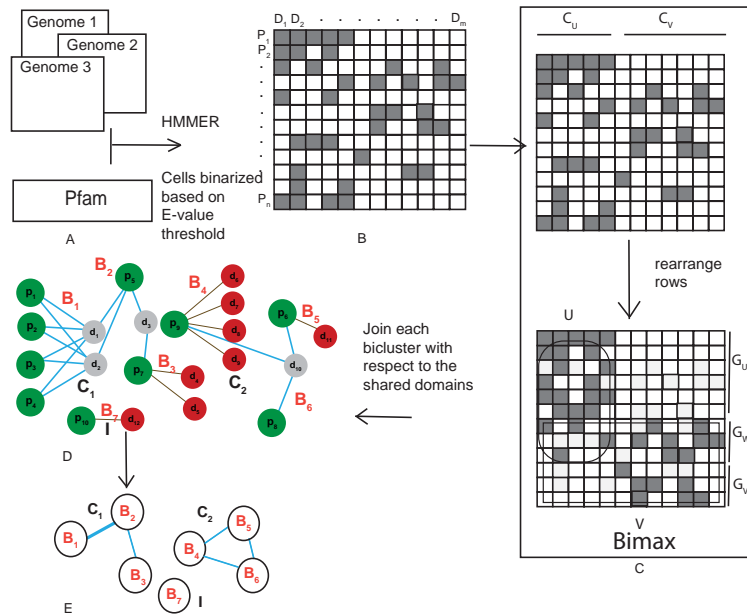 Genome 1
Genome 2
Genome 3
HMMER
Pfam
Cells binarized
based on
E-value
threshold
A
D1 D2 . . . . . . . Dm
P1
P2
.
.
.
.
.
.
.
.
Pn
B
CU CV
rearrange
rows
U
GU
GW
GV
V
Bimax
C
Join each
bicluster with
respect to the
shared domains
p1
p2
p3
p4
B1
d1
d2
C1
B2
p5
d3
p7
B3
d4
d5
B4
p9
d6
d7
d8
d9
C2
p6
B5
d11
d10
B6
p8
p10
B7
d12
I
D
C1
B1
B2
B3
C2
B4
B5
B6
B7
I
E